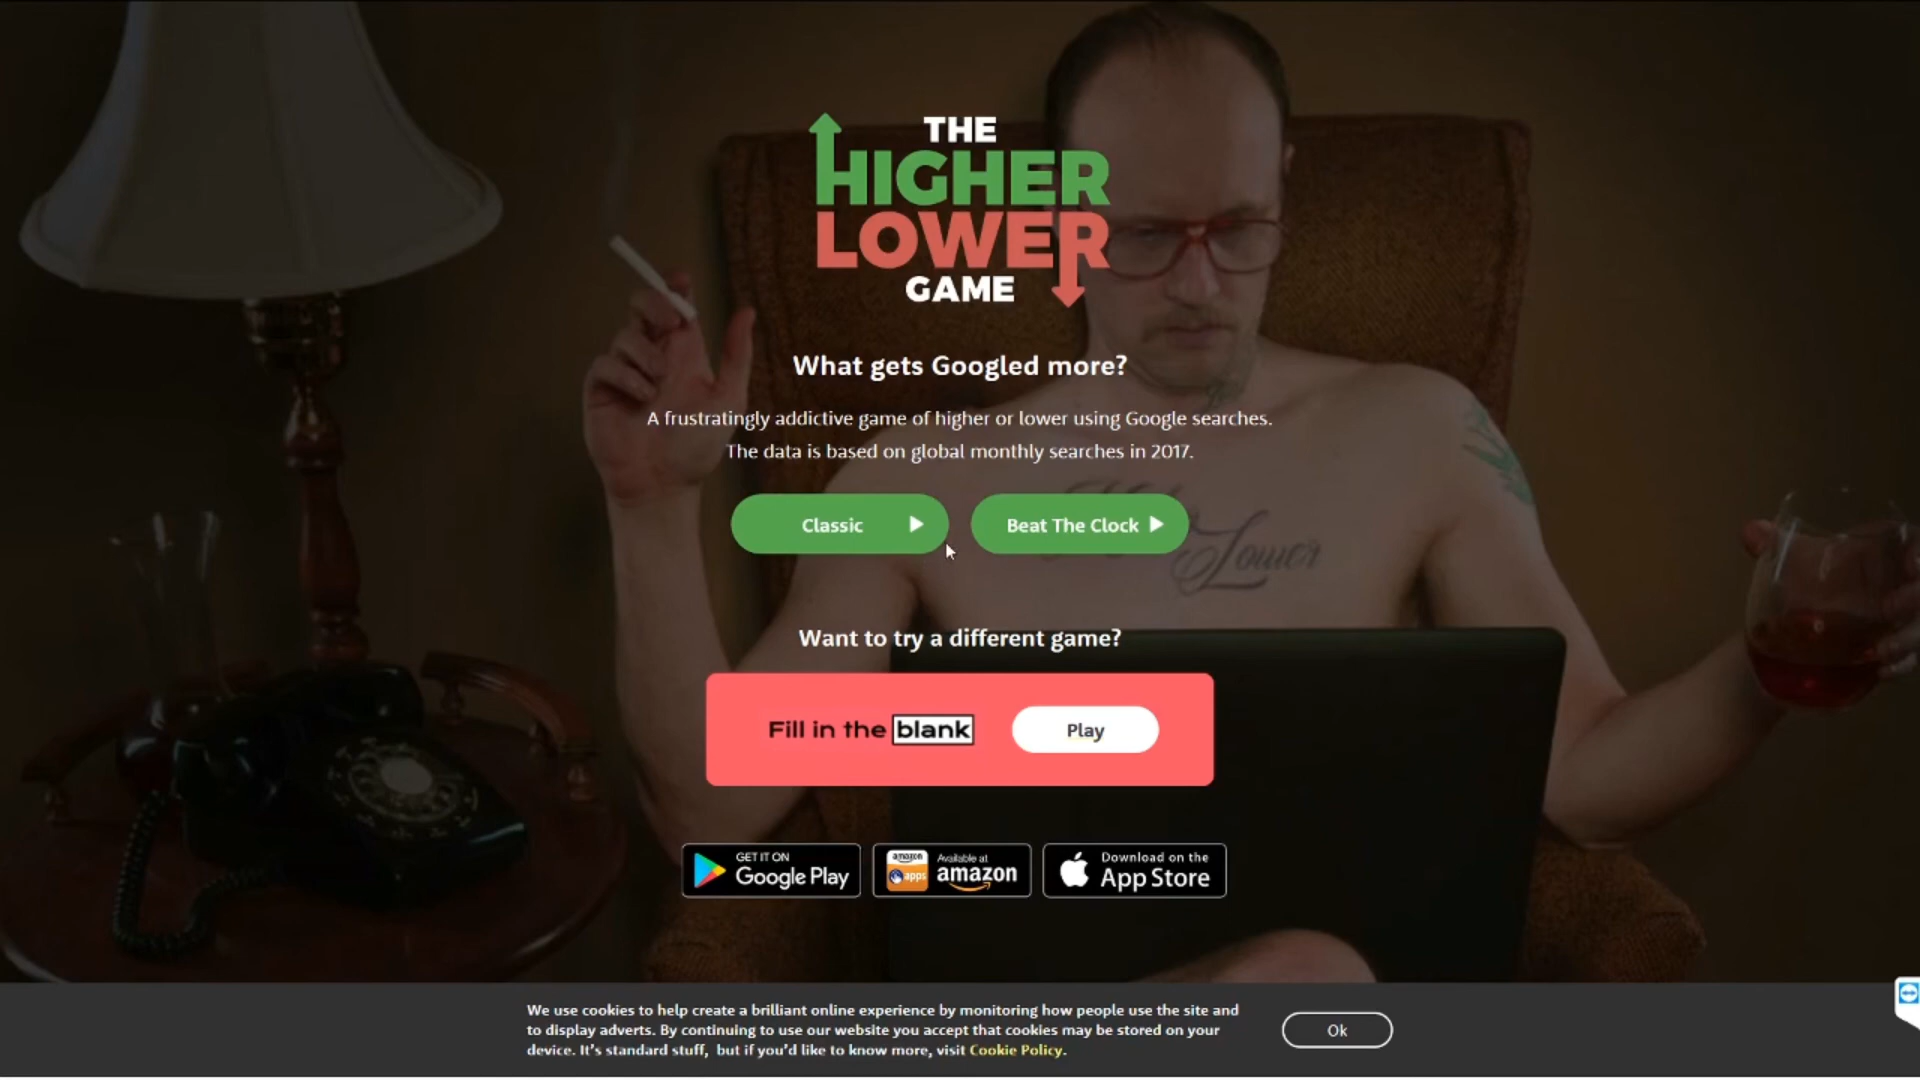 THE
HIGHER
LOWER
GAME
What gets Googled more?
A frustratingly addictive game of higher or lower using Google searches.
The data is based on global monthly searches in 2017.
Classic
Beat The Clock
Lower
Want to try a different game?
Fill in the blank
Play
GET IT ON
Google Play
amazon
apps
Available at
amazon
Download on the
App Store
We use cookies to help create a brilliant online experience by monitoring how people use the site and
to display adverts. By continuing to use our website you accept that cookies may be stored on your
device. It's standard stuff, but if you'd like to know more, visit Cookie Policy.
Ok